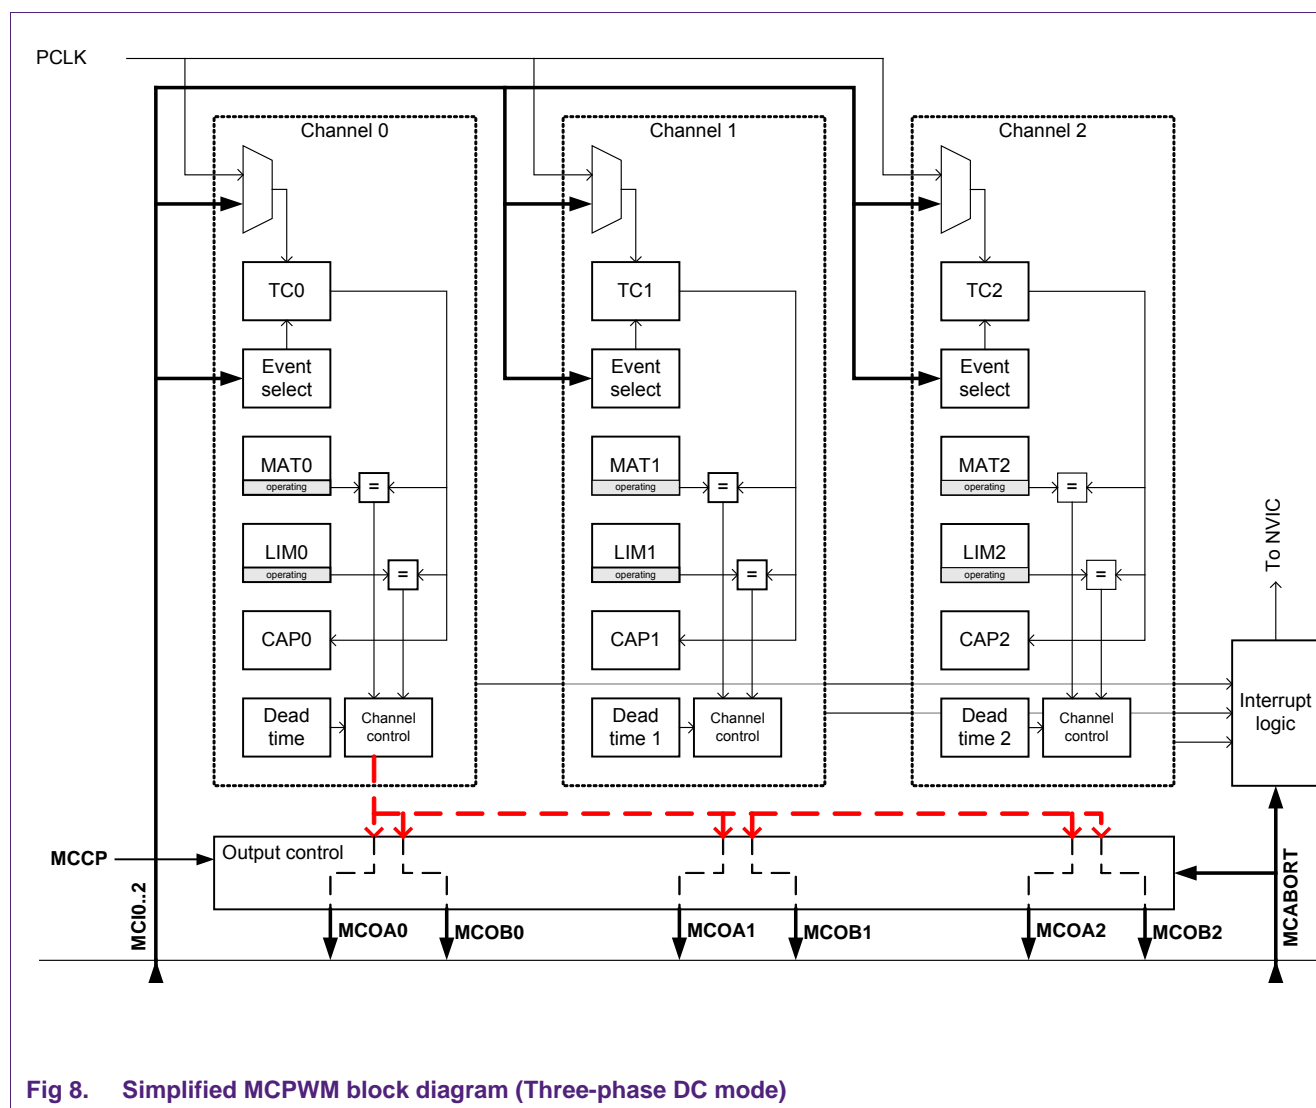 PCLK
Channel 0
Channel 1
Channel 2
TC0
TC1
TC2
Event
select
Event
select
Event
select
MAT0
operating
=
MAT1
operating
=
MAT2
operating
=
LIM0
operating
=
LIM1
operating
=
LIM2
operating
=
To NVIC
CAP0
CAP1
CAP2
Dead
time
Channel
control
Dead
time 1
Channel
control
Dead
time 2
Channel
control
Interrupt
logic
MCCP
Output control
MCI0..2
MCABORT
MCOA0
MCOB0
MCOA1
MCOB1
MCOA2
MCOB2
Fig 8. Simplified MCPWM block diagram (Three-phase DC mode)